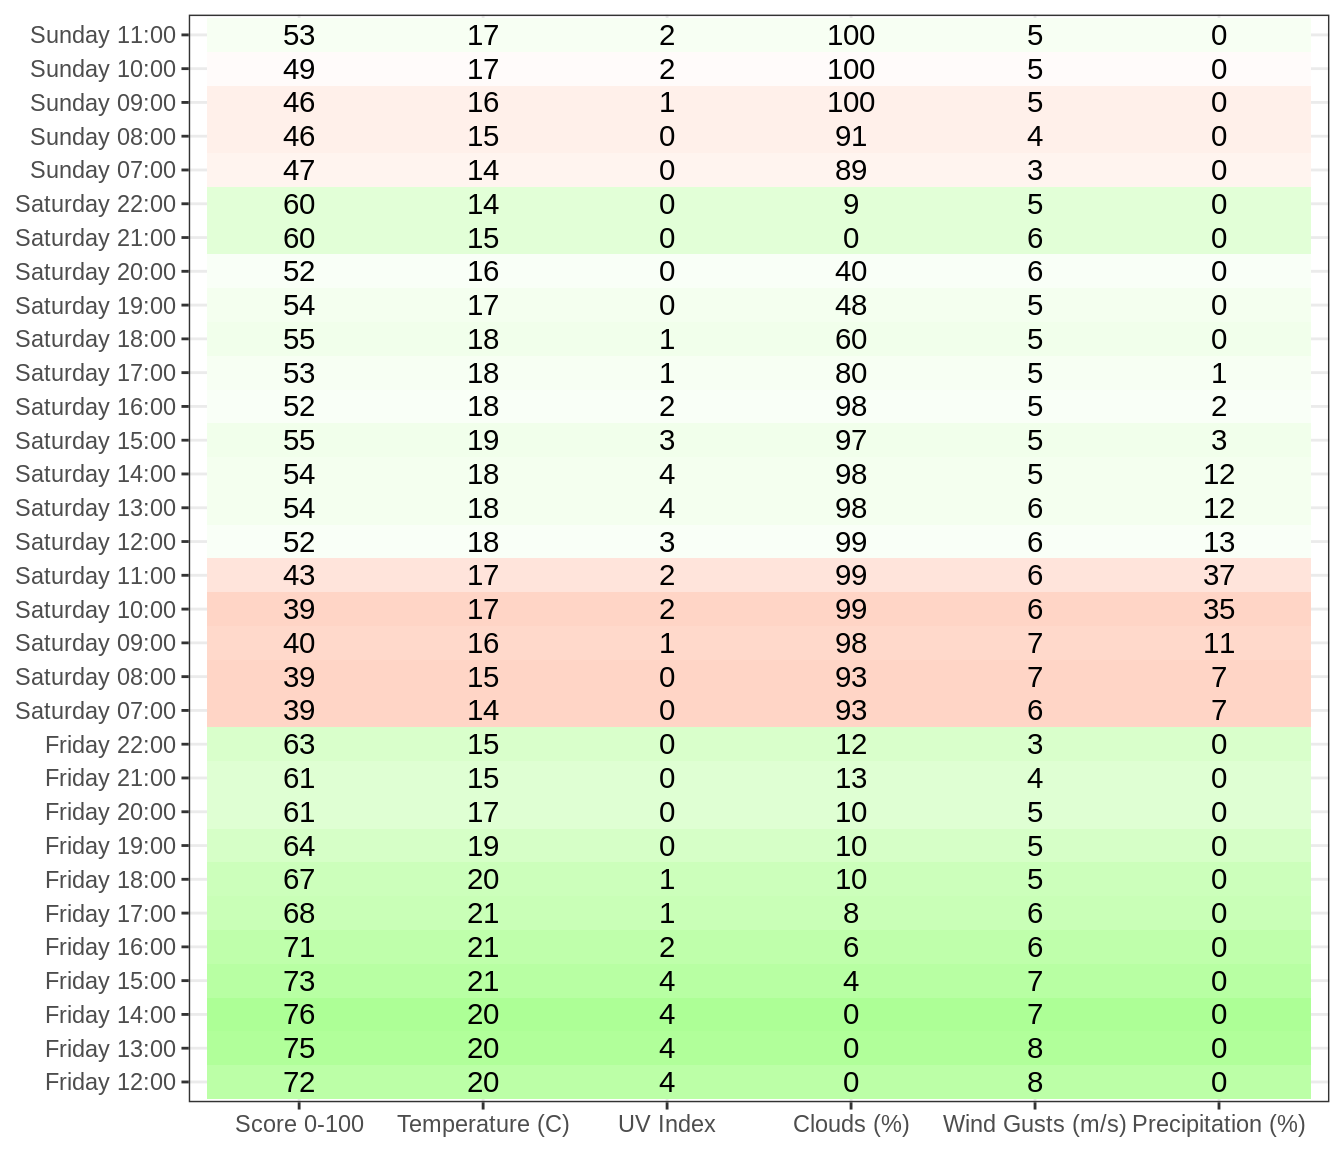 Sunday 11:00 53 17 2 100 5 0
Sunday 10:00 49 17 2 100 5 0
Sunday 09:00 46 16 1 100 5 0
Sunday 08:00 46 15 0 91 4 0
Sunday 07:00 47 14 0 89 3 0
Saturday 22:00 60 14 0 9 5 0
Saturday 21:00 60 15 0 0 6 0
Saturday 20:00 52 16 0 40 6 0
Saturday 19:00 54 17 0 48 5 0
Saturday 18:00 55 18 1 60 5 0
Saturday 17:00 53 18 1 80 5 1
Saturday 16:00 52 18 2 98 5 2
Saturday 15:00 55 19 3 97 5 3
Saturday 14:00 54 18 4 98 5 12
Saturday 13:00 54 18 4 98 6 12
Saturday 12:00 52 18 3 99 6 13
Saturday 11:00 43 17 2 99 6 37
Saturday 10:00 39 17 2 99 6 35
Saturday 09:00 40 16 1 98 7 11
Saturday 08:00 39 15 0 93 7 7
Saturday 07:00 39 14 0 93 6 7
Friday 22:00 63 15 0 12 3 0
Friday 21:00 61 15 0 13 4 0
Friday 20:00 61 17 0 10 5 0
Friday 19:00 64 19 0 10 5 0
Friday 18:00 67 20 1 10 5 0
Friday 17:00 68 21 1 8 6 0
Friday 16:00 71 21 2 6 6 0
Friday 15:00 73 21 4 4 7 0
Friday 14:00 76 20 4 0 7 0
Friday 13:00 75 20 4 0 8 0
Friday 12:00 72 20 4 0 8 0
Score 0-100 Temperature (C) UV Index Clouds (%) Wind Gusts (m/s) Precipitation (%)